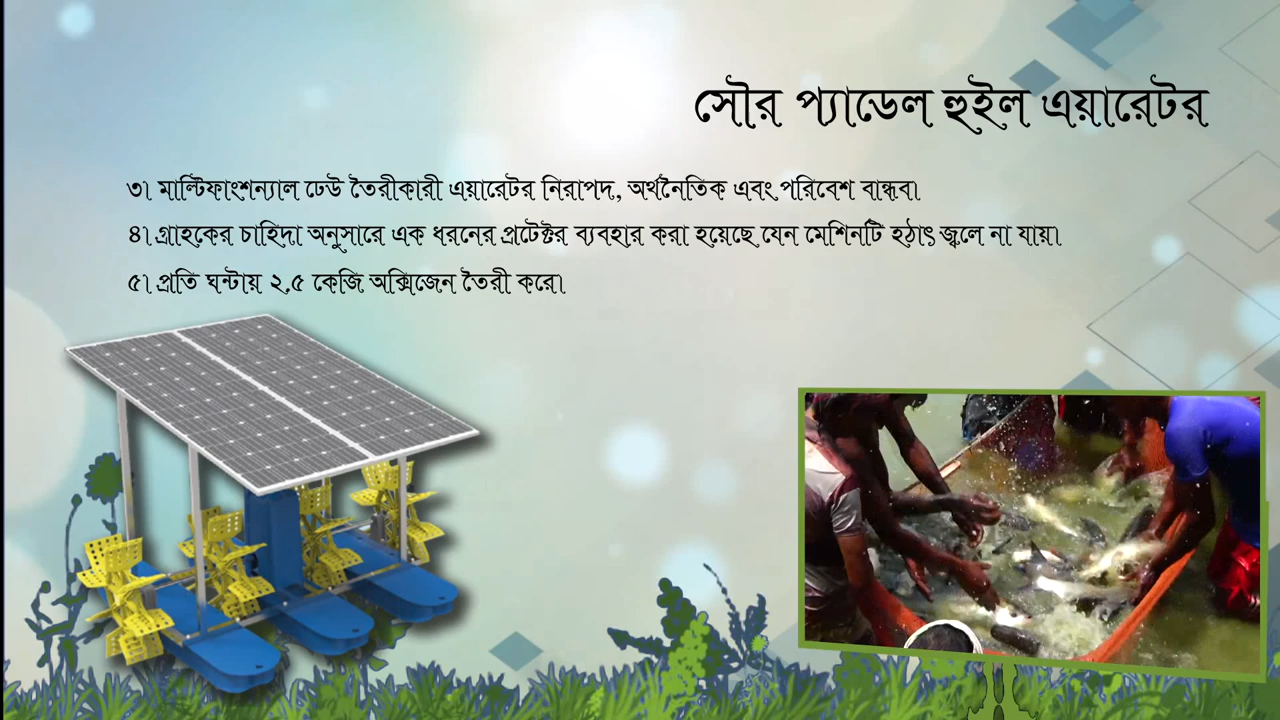 সৌর প্যাডেল হুইল এয়ারেটর
৩। মাল্টিফাংশন্যাল ঢেউ তৈরীকারী এয়ারেটর নিরাপদ, অর্থনৈতিক এবং পরিবেশ বান্ধব।
৪। গ্রাহকের চাহিদা অনুসারে এক ধরনের প্রটেক্টর ব্যবহার করা হয়েছে যেন মেশিনটি হঠাৎ জ্বলে না যায়।
৫। প্রতি ঘন্টায় ২.৫ কেজি অক্সিজেন তৈরী করে।